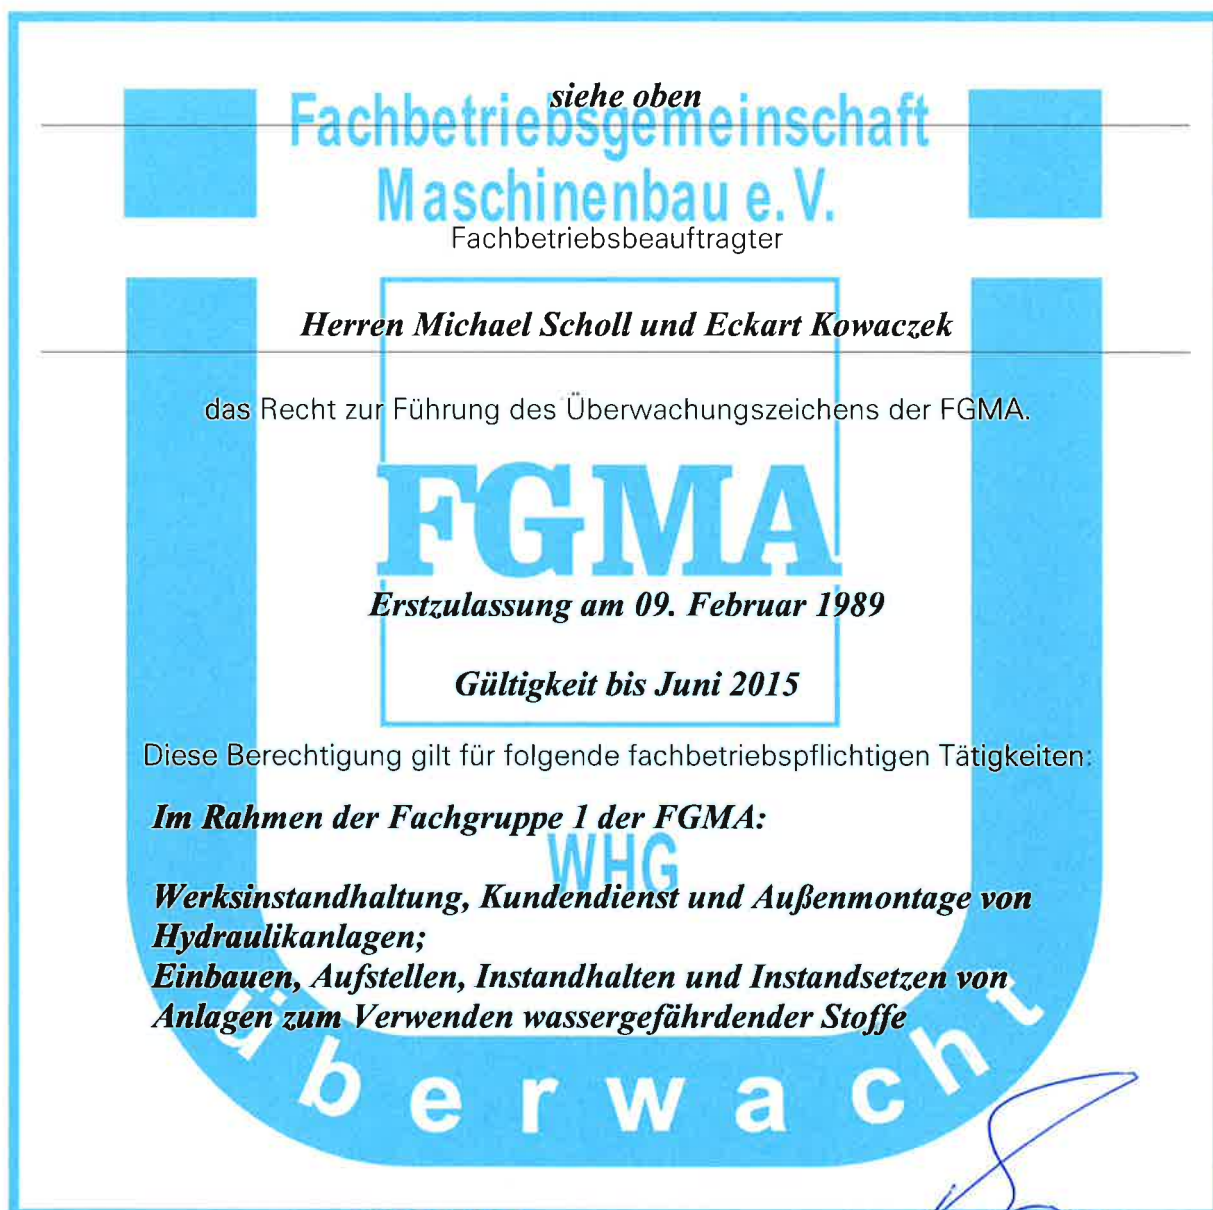 siehe oben
Fachbetriebsgemeinschaft
Maschinenbau e. V.
Fachbetriebsbeauftragter
Herren Michael Scholl und Eckart Kowaczek
das Recht zur Führung des Überwachungszeichens der FGMA.
FGMA
Erstzulassung am 09. Februar 1989
Gültigkeit bis Juni 2015
Diese Berechtigung gilt für folgende fachbetriebspflichtigen Tätigkeiten:
Im Rahmen der Fachgruppe 1 der FGMA:
WHG
Werksinstandhaltung, Kundendienst und Außenmontage von
Hydraulikanlagen;
Einbauen, Aufstellen, Instandhalten und Instandsetzen von
Anlagen zum Verwenden wassergefährdender Stoffe
überwacht